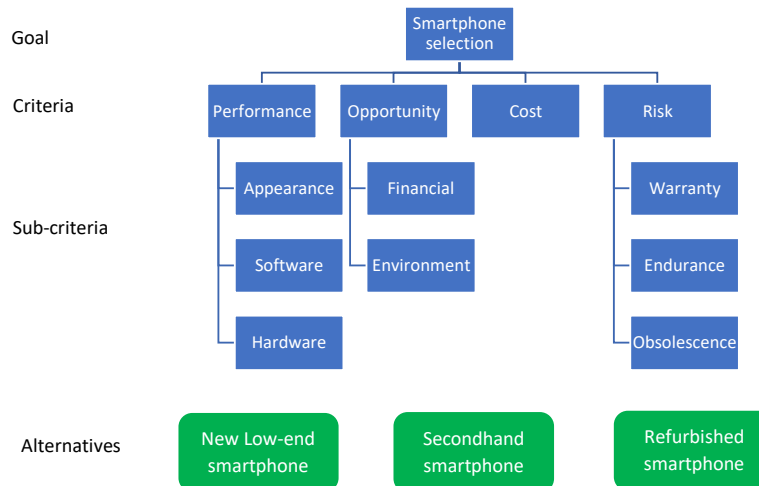 Goal
Smartphone
selection
Criteria
Performance
Opportunity
Cost
Risk
Appearance
Financial
Warranty
Sub-criteria
Software
Environment
Endurance
Hardware
Obsolescence
Alternatives
New Low-end
smartphone
Secondhand
smartphone
Refurbished
smartphone